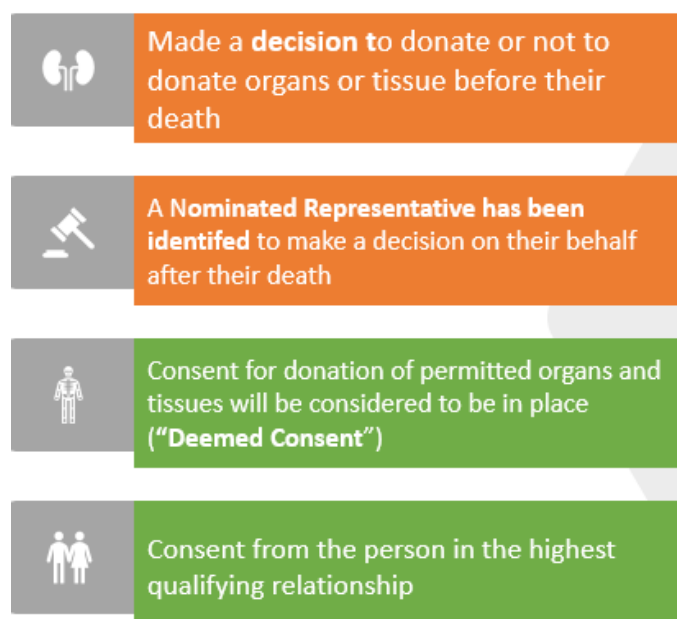 Made a decision to donate or not to
donate organs or tissue before their
death
A Nominated Representative has been
identifed to make a decision on their behalf
after their death
Consent for donation of permitted organs and
tissues will be considered to be in place
(“Deemed Consent”)
Consent from the person in the highest
qualifying relationship